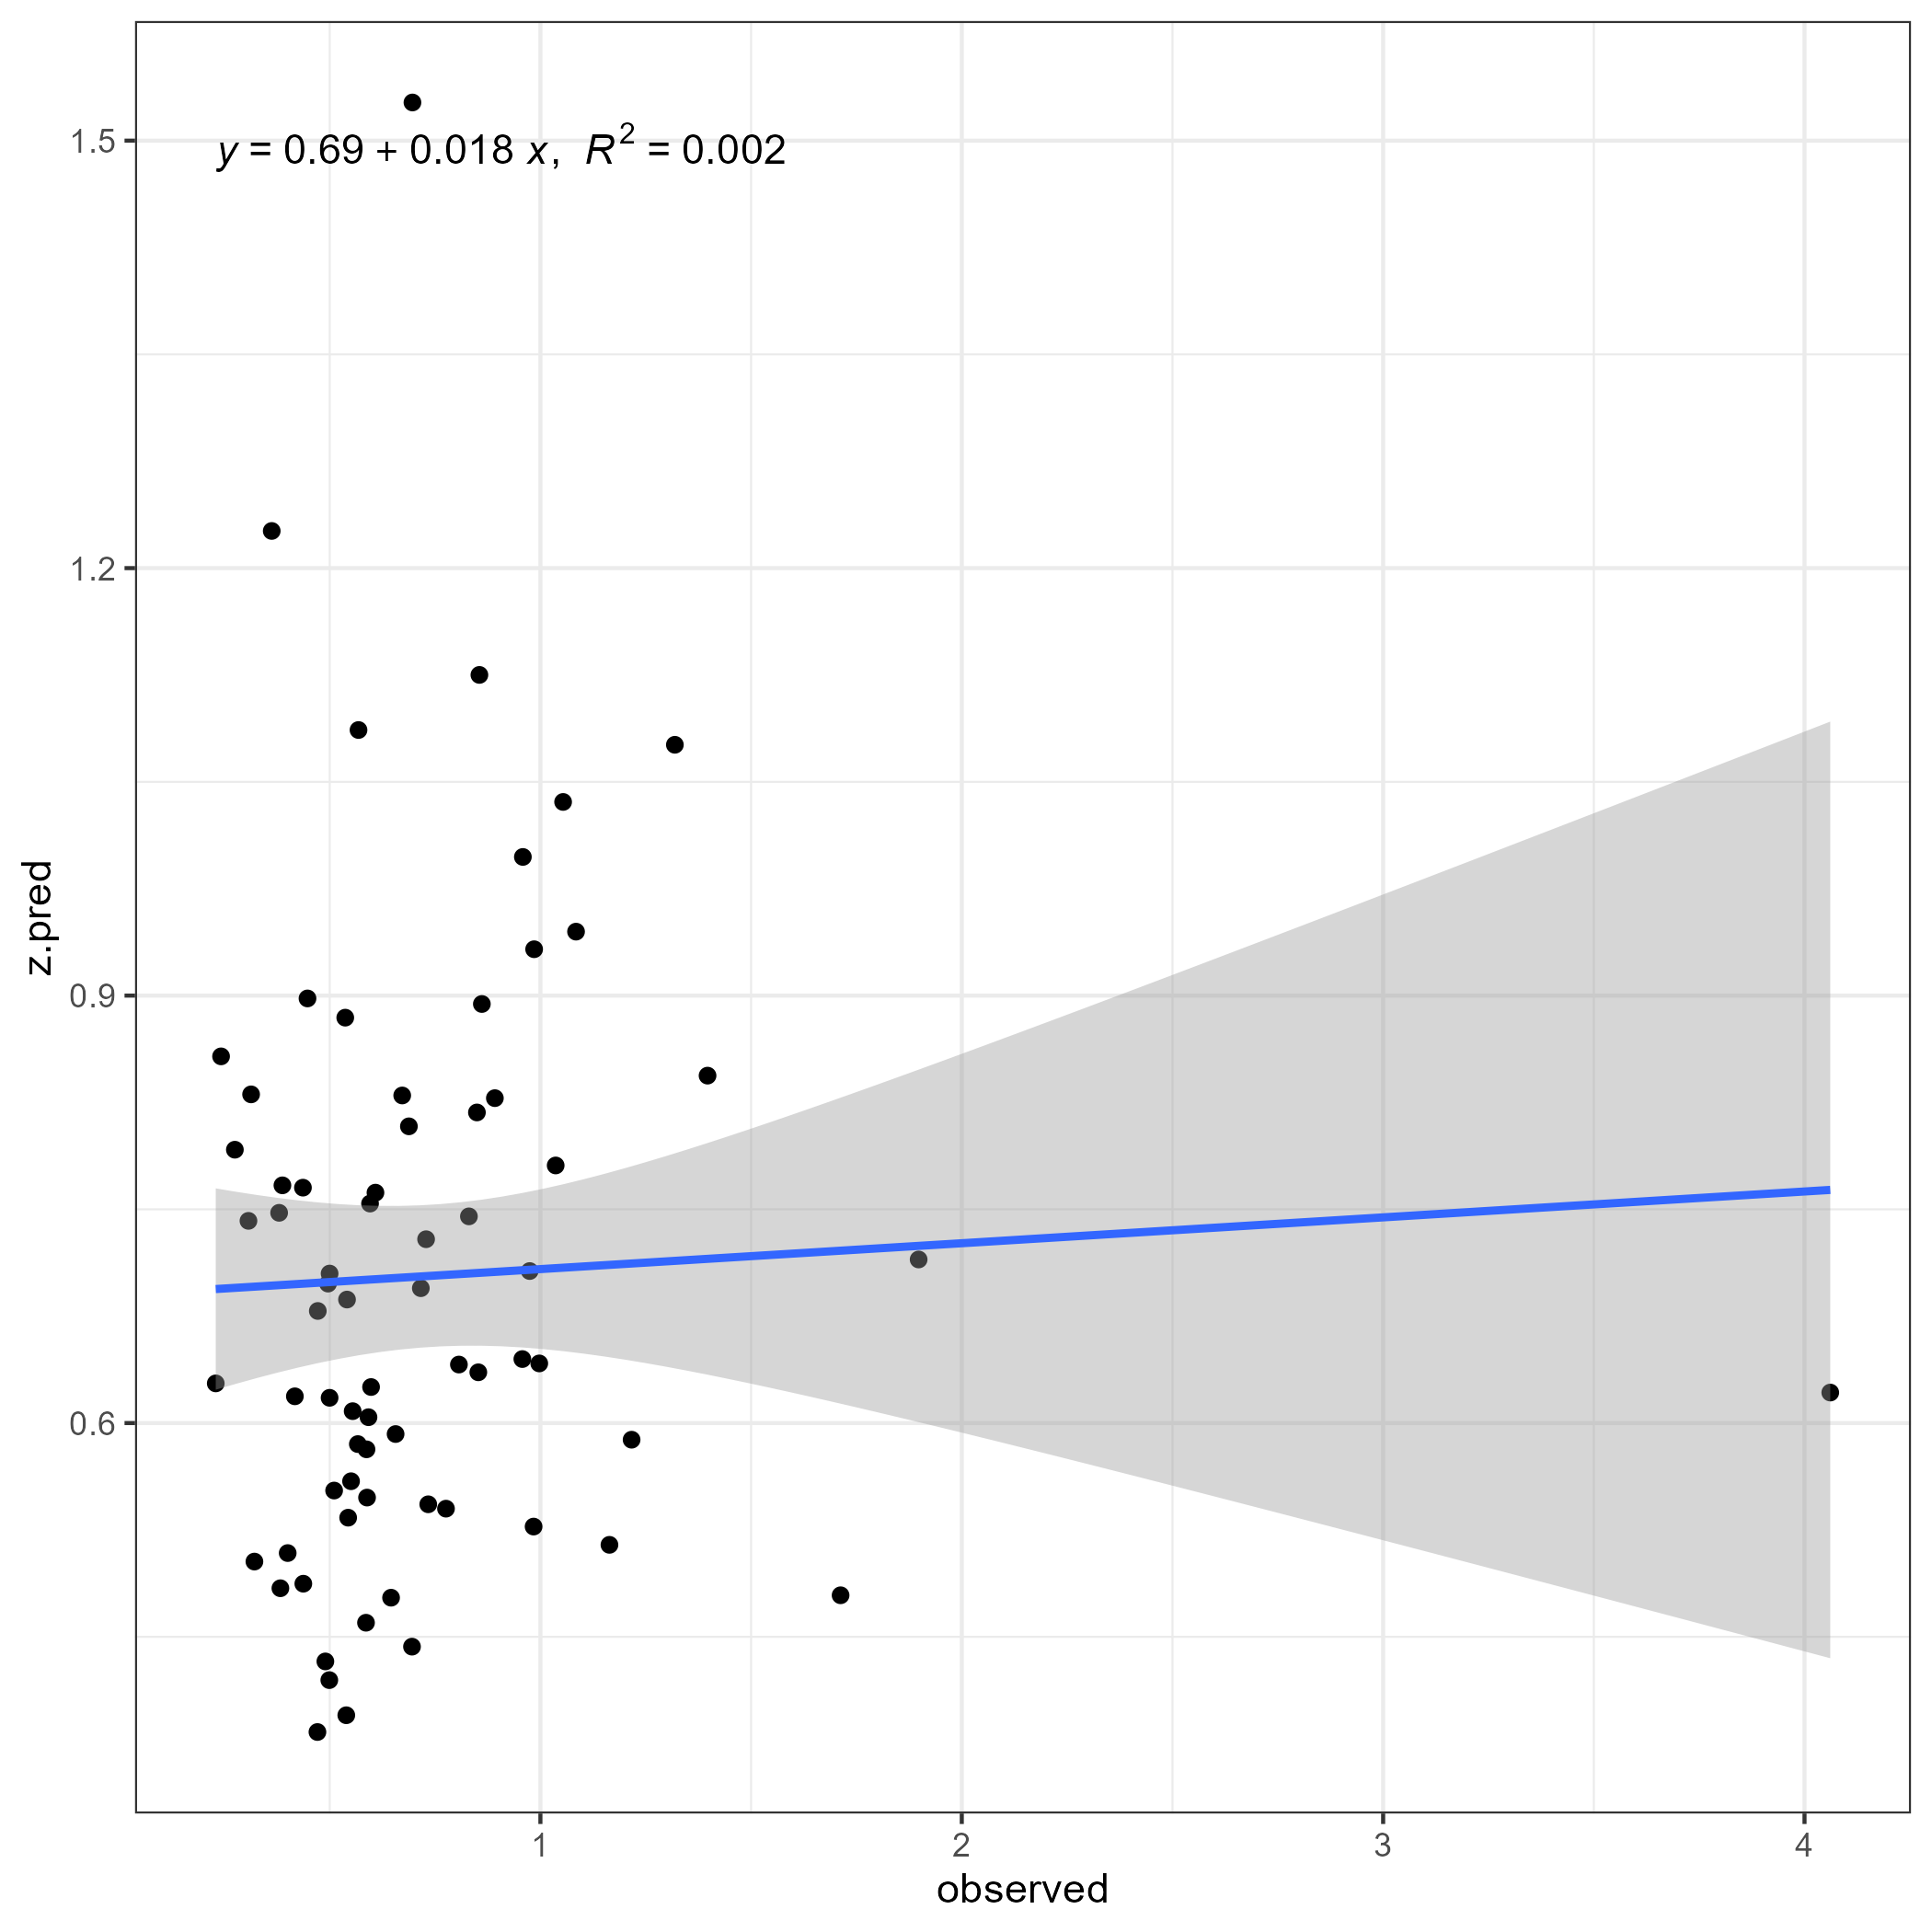 y = 0.69 + 0.018 x, R² = 0.002
1.5
1.2
0.9
0.6
z.pred
1 2 3 4
observed